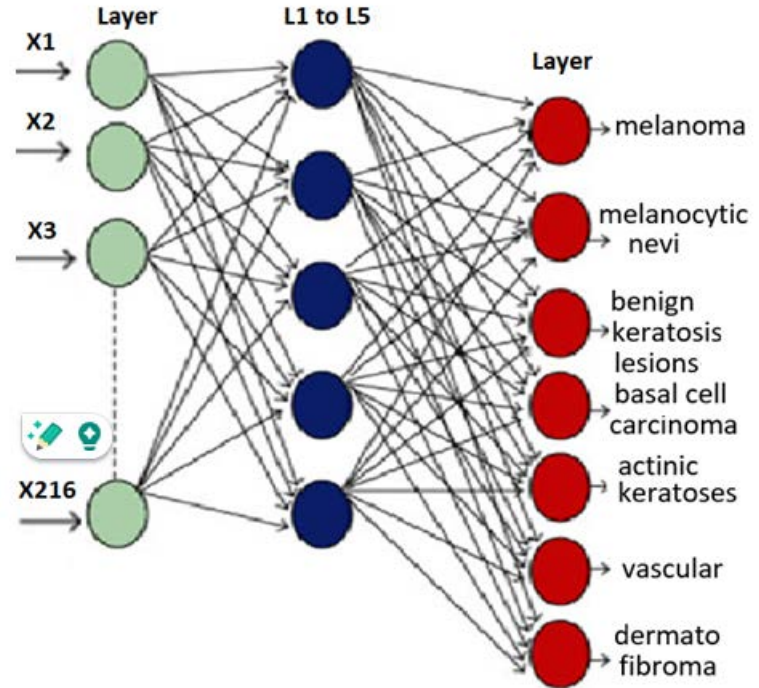 Layer
L1 to L5
Layer
X1
X2
X3
X216
melanoma
melanocytic
nevi
benign
keratosis
lesions
basal cell
carcinoma
actinic
keratoses
vascular
dermato
fibroma